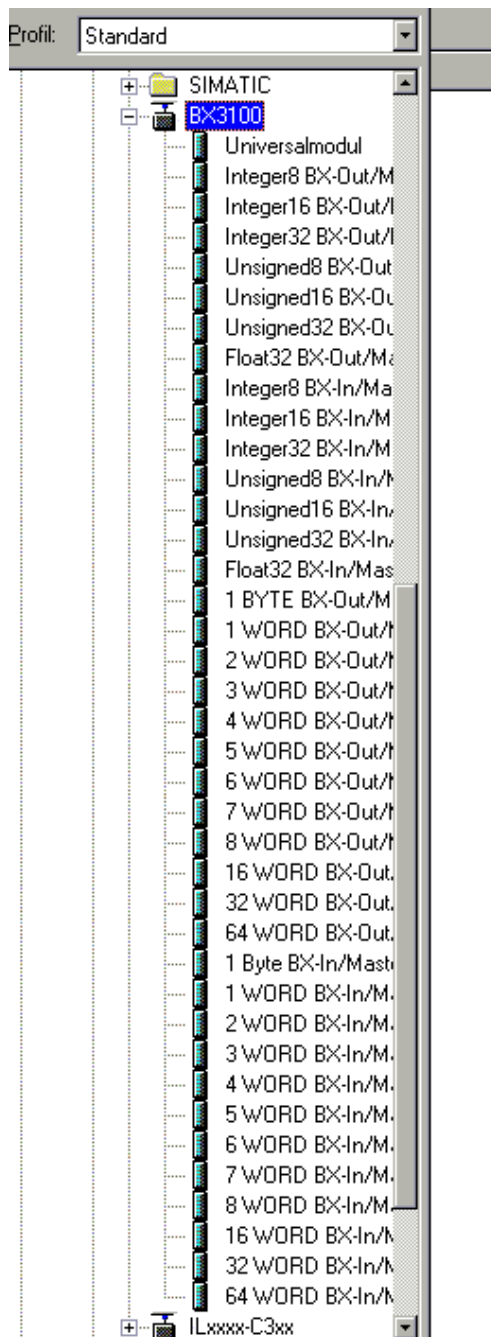 Profil: Standard
SIMATIC
BX3100
Universalmodul
Integer8 BX-Out/M
Integer16 BX-Out/
Integer32 BX-Out/
Unsigned8 BX-Out
Unsigned16 BX-Ou
Unsigned32 BX-Ou
Float32 BX-Out/Ma
Integer8 BX-In/Ma
Integer16 BX-In/M
Integer32 BX-In/M
Unsigned8 BX-In/M
Unsigned16 BX-In/
Unsigned32 BX-In/
Float32 BX-In/Mas
1 BYTE BX-Out/M
1 WORD BX-Out/
2 WORD BX-Out/
3 WORD BX-Out/
4 WORD BX-Out/
5 WORD BX-Out/
6 WORD BX-Out/
7 WORD BX-Out/
8 WORD BX-Out/
16 WORD BX-Out
32 WORD BX-Out
64 WORD BX-Out
1 Byte BX-In/Mast
1 WORD BX-In/M
2 WORD BX-In/M
3 WORD BX-In/M
4 WORD BX-In/M
5 WORD BX-In/M
6 WORD BX-In/M
7 WORD BX-In/M
8 WORD BX-In/M
16 WORD BX-In/M
32 WORD BX-In/M
64 WORD BX-In/M
ILxxxx-C3xx